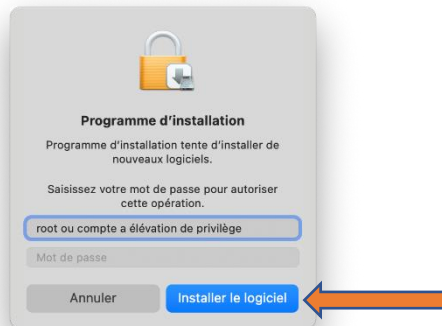 Programme d'installation
Programme d'installation tente d'installer de
nouveaux logiciels.
Saisissez votre mot de passe pour autoriser
cette opération.
root ou compte a élévation de privilège
Mot de passe
Annuler
Installer le logiciel